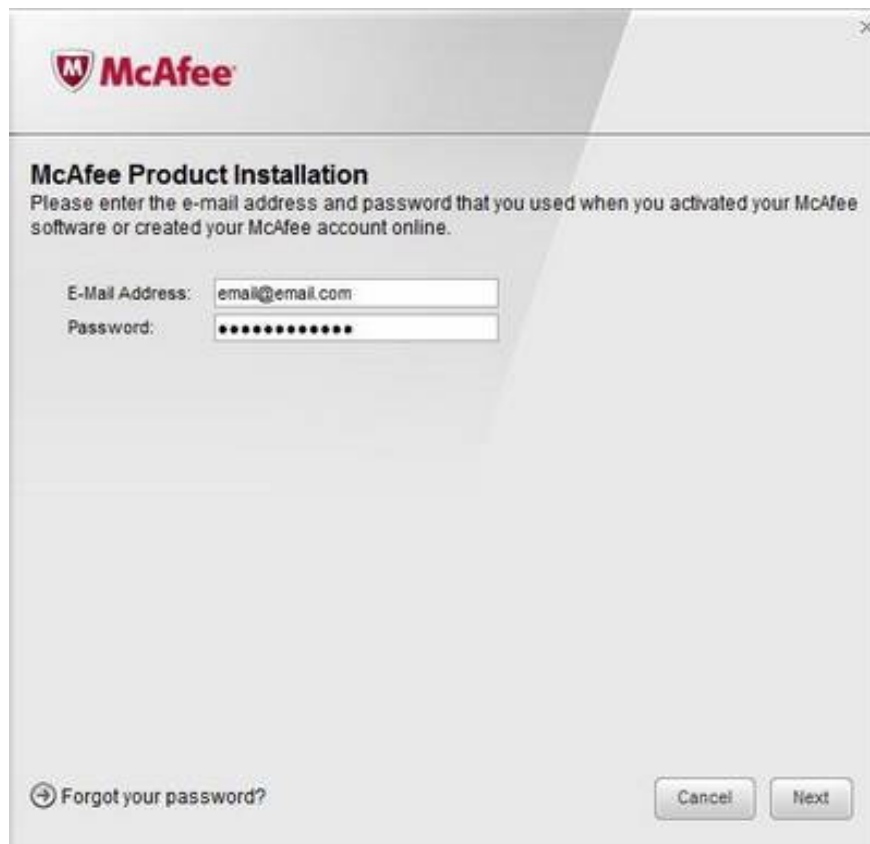 McAfee
McAfee Product Installation
Please enter the e-mail address and password that you used when you activated your McAfee
software or created your McAfee account online.
E-Mail Address: email@email.com
Password: ●●●●●●●●●●●●
Forgot your password?
Cancel Next